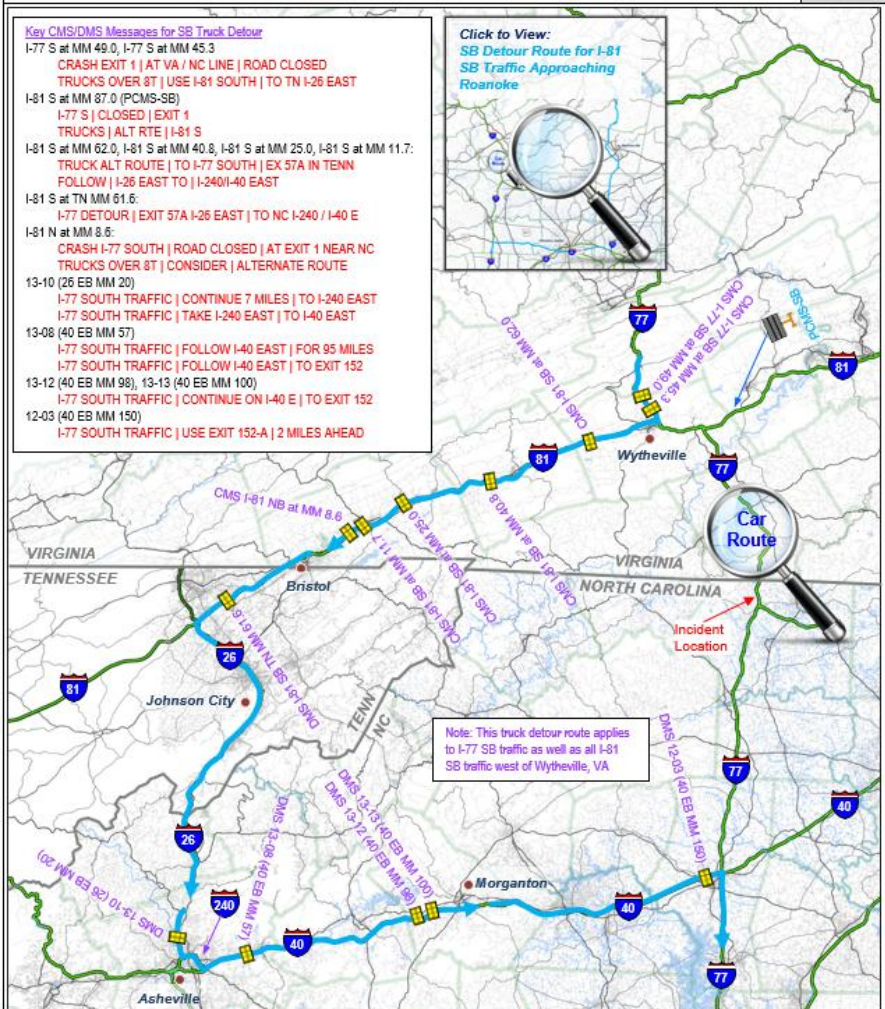 Key CMS/DMS Messages for SB Truck Detour
I-77 S at MM 49.0, I-77 S at MM 45.3
CRASH EXIT 1 | AT VA / NC LINE | ROAD CLOSED
TRUCKS OVER 8T | USE I-81 SOUTH | TO TN I-26 EAST
I-81 S at MM 87.0 (PCMS-SB)
I-77 S | CLOSED | EXIT 1
TRUCKS | ALT RTE | I-81 S
I-81 S at MM 62.0, I-81 S at MM 40.8, I-81 S at MM 25.0, I-81 S at MM 11.7:
TRUCK ALT ROUTE | TO I-77 SOUTH | EX 57A IN TENN
FOLLOW | I-26 EAST TO | I-240/I-40 EAST
I-81 S at TN MM 61.6:
I-77 DETOUR | EXIT 57A I-26 EAST | TO NC I-240 / I-40 E
I-81 N at MM 8.6:
CRASH I-77 SOUTH | ROAD CLOSED | AT EXIT 1 NEAR NC
TRUCKS OVER 8T | CONSIDER | ALTERNATE ROUTE
13-10 (26 EB MM 20)
I-77 SOUTH TRAFFIC | CONTINUE 7 MILES | TO I-240 EAST
I-77 SOUTH TRAFFIC | TAKE I-240 EAST | TO I-40 EAST
13-08 (40 EB MM 57)
I-77 SOUTH TRAFFIC | FOLLOW I-40 EAST | FOR 95 MILES
I-77 SOUTH TRAFFIC | FOLLOW I-40 EAST | TO EXIT 152
13-12 (40 EB MM 98), 13-13 (40 EB MM 100)
I-77 SOUTH TRAFFIC | CONTINUE ON I-40 E | TO EXIT 152
12-03 (40 EB MM 150)
I-77 SOUTH TRAFFIC | USE EXIT 152-A | 2 MILES AHEAD
Click to View:
SB Detour Route for I-81
SB Traffic Approaching
Roanoke
Car
Route
77
CMS I-81 SB at MM 62.0
CMS I-77 SB at MM 49.0
CMS I-77 SB at MM 45.3
PCMS-SB
81
Wytheville
81
77
CMS I-81 NB at MM 8.6
CMS I-81 SB at MM 11.7
CMS I-81 SB at MM 25.0
CMS I-81 SB at MM 40.8
Car
Route
VIRGINIA
TENNESSEE
VIRGINIA
NORTH CAROLINA
Bristol
Incident
Location
DMS I-81 SB TN MM 61.6
26
81
Johnson City
TENN
NC
Note: This truck detour route applies
to I-77 SB traffic as well as all I-81
SB traffic west of Wytheville, VA
77
DMS 12-03 (40 EB MM 150)
40
26
DMS 13-10 (26 EB MM 20)
DMS 13-08 (40 EB MM 57)
DMS 13-12 (40 EB MM 98)
DMS 13-13 (40 EB MM 100)
240
Morganton
40
40
77
Asheville